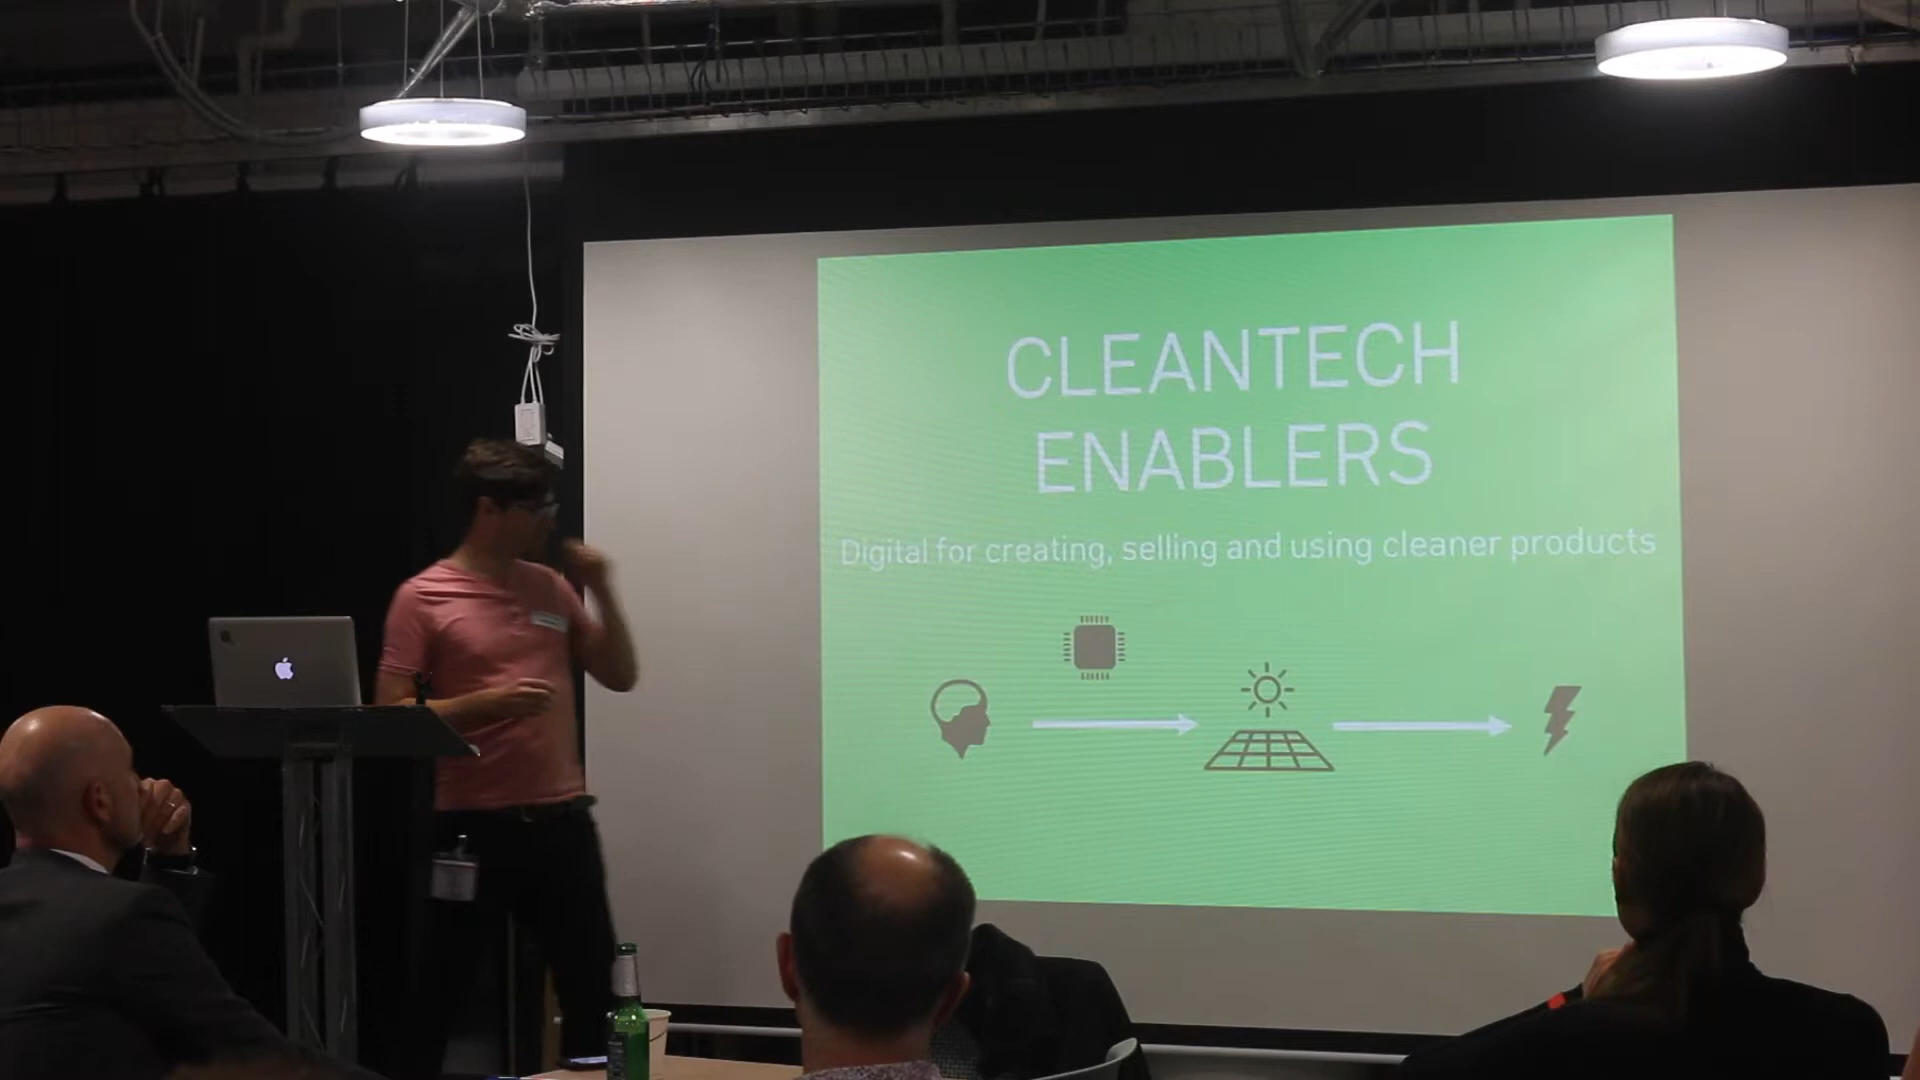 CLEANTECH
ENABLERS
Digital for creating, selling and using cleaner products